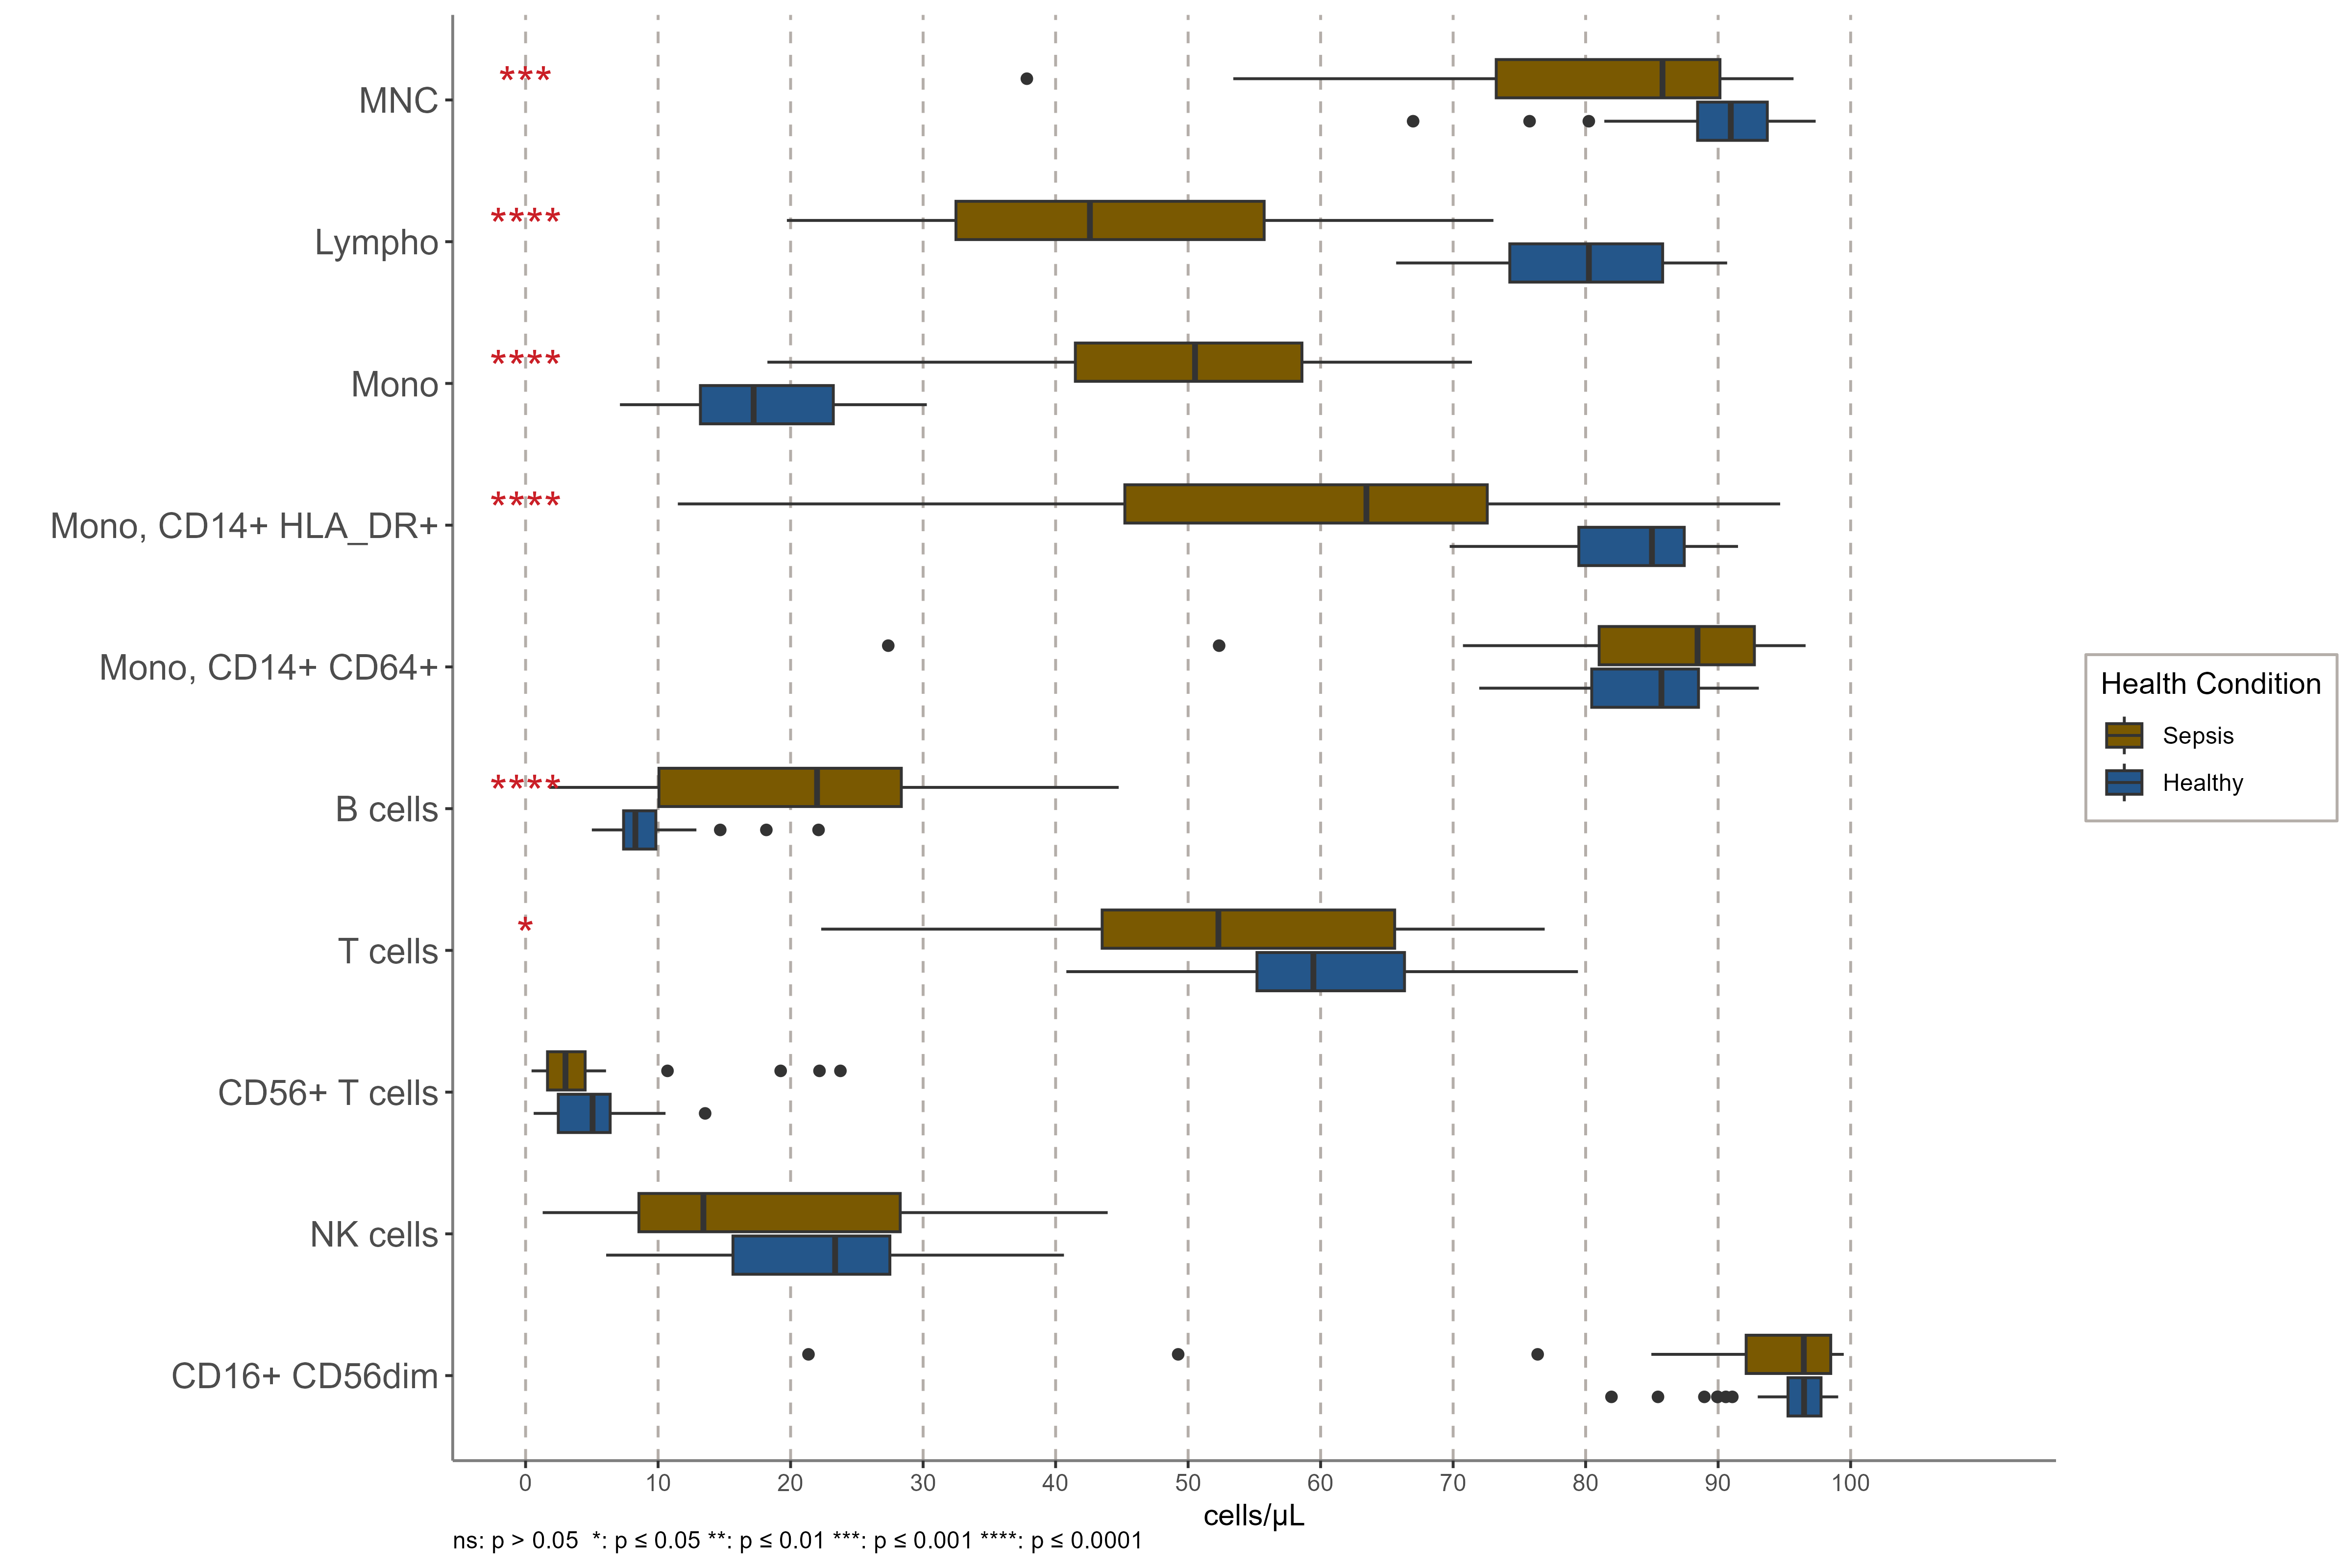 ***
MNC
****
Lympho
****
Mono
****
Mono, CD14+ HLA_DR+
Mono, CD14+ CD64+
****
B cells
*
T cells
CD56+ T cells
NK cells
CD16+ CD56dim
0 10 20 30 40 50 60 70 80 90 100
cells/µL
ns: p > 0.05  *: p ≤ 0.05 **: p ≤ 0.01 ***: p ≤ 0.001 ****: p ≤ 0.0001
Health Condition
Sepsis
Healthy